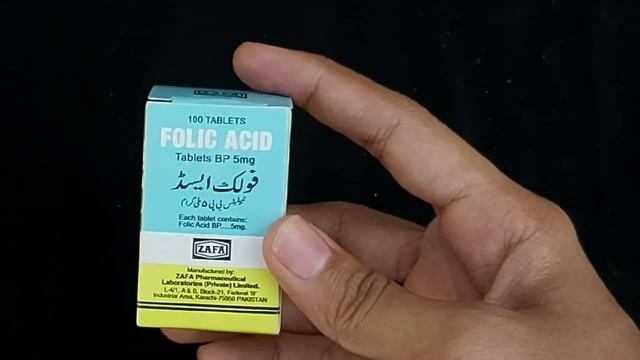 ZAFA
100 TABLETS
FOLIC ACID
Tablets BP 5mg
فولک ایسڈ
ٹیبلیٹس بی پی ۵ ملی گرام
Each tablet contains:
Folic Acid BP.....5mg.
ZAFA
Manufactured by:
ZAFA Pharmaceutical
Laboratories (Private) Limited.
L-4/1, A & B, Block-21, Federal 'B'
Industrial Area, Karachi-75950 PAKISTAN